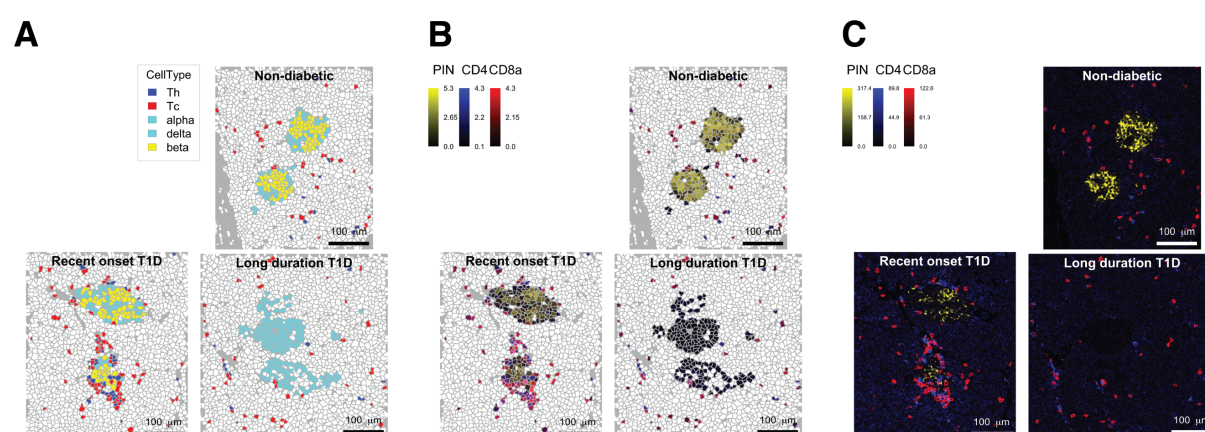 A
CellType
Th
Tc
alpha
delta
beta
Non-diabetic
100 µm
Recent onset T1D
100 µm
Long duration T1D
100 µm
B
PIN CD4 CD8a
5.3 6.3 4.3
2.65 3.2 2.15
0.0 0.1 0.0
Non-diabetic
100 µm
Recent onset T1D
100 µm
Long duration T1D
100 µm
C
PIN CD4 CD8a
317.4 89.8 122.6
158.7 44.9 61.3
0.0 0.0 0.0
Non-diabetic
100 µm
Recent onset T1D
100 µm
Long duration T1D
100 µm